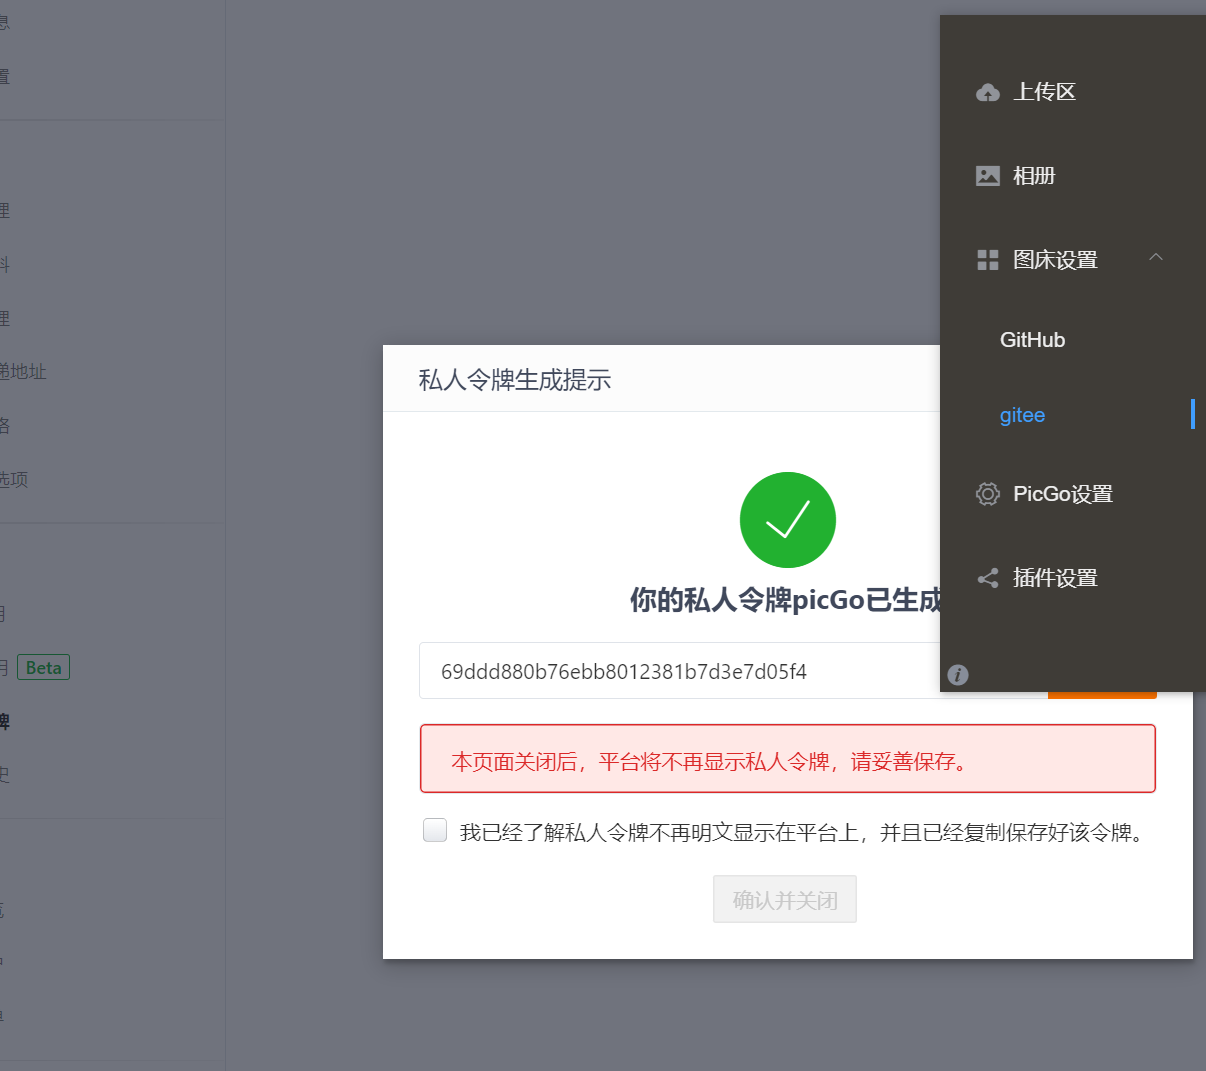 息
置
理
料
理
递地址
格
选项
用
用 Beta
牌
史
私人令牌生成提示
你的私人令牌picGo已生成
69ddd880b76ebb8012381b7d3e7d05f4
本页面关闭后，平台将不再显示私人令牌，请妥善保存。
我已经了解私人令牌不再明文显示在平台上，并且已经复制保存好该令牌。
确认并关闭
上传区
相册
图床设置
GitHub
gitee
PicGo设置
插件设置